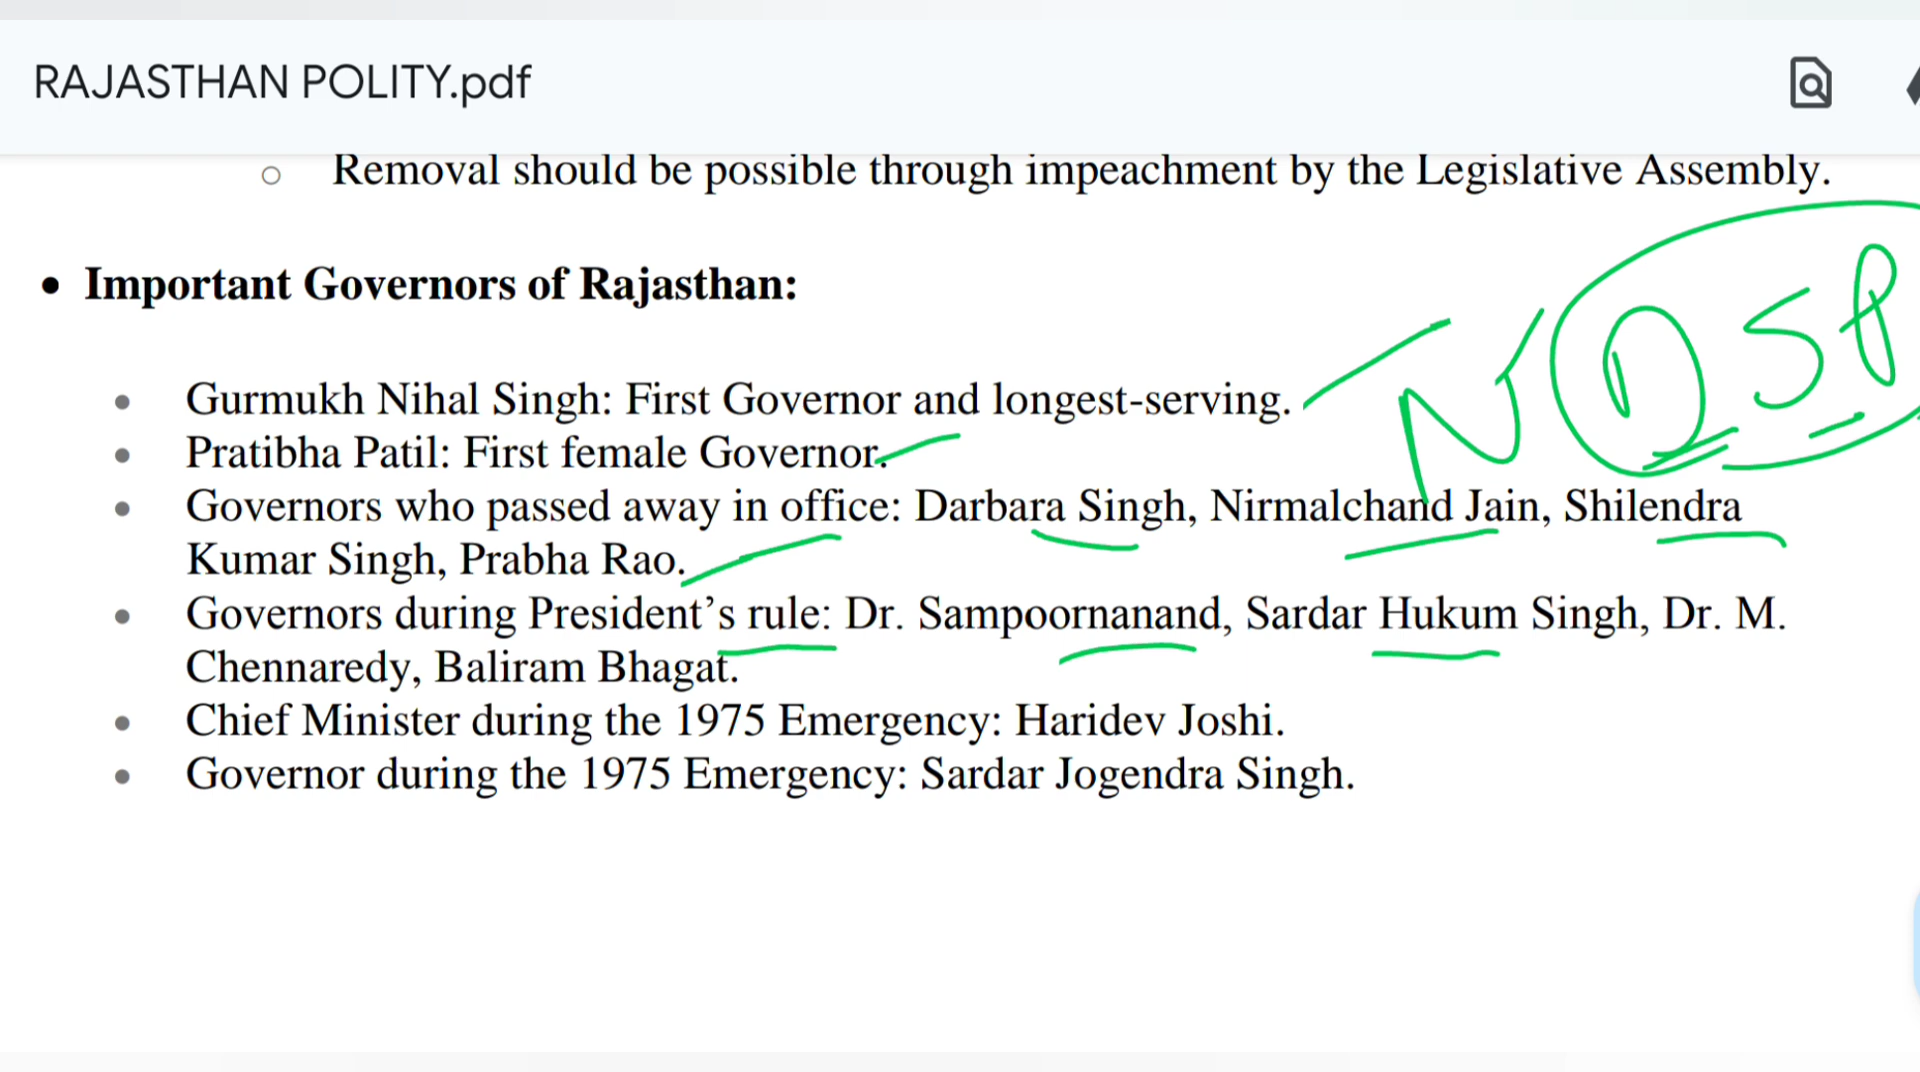 RAJASTHAN POLITY.pdf
Removal should be possible through impeachment by the Legislative Assembly.
Important Governors of Rajasthan:
Gurmukh Nihal Singh: First Governor and longest-serving.
NDSP
Pratibha Patil: First female Governor.
Governors who passed away in office: Darbara Singh, Nirmalchand Jain, Shilendra
Kumar Singh, Prabha Rao.
Governors during President’s rule: Dr. Sampoornanand, Sardar Hukum Singh, Dr. M.
Chennaredy, Baliram Bhagat.
Chief Minister during the 1975 Emergency: Haridev Joshi.
Governor during the 1975 Emergency: Sardar Jogendra Singh.